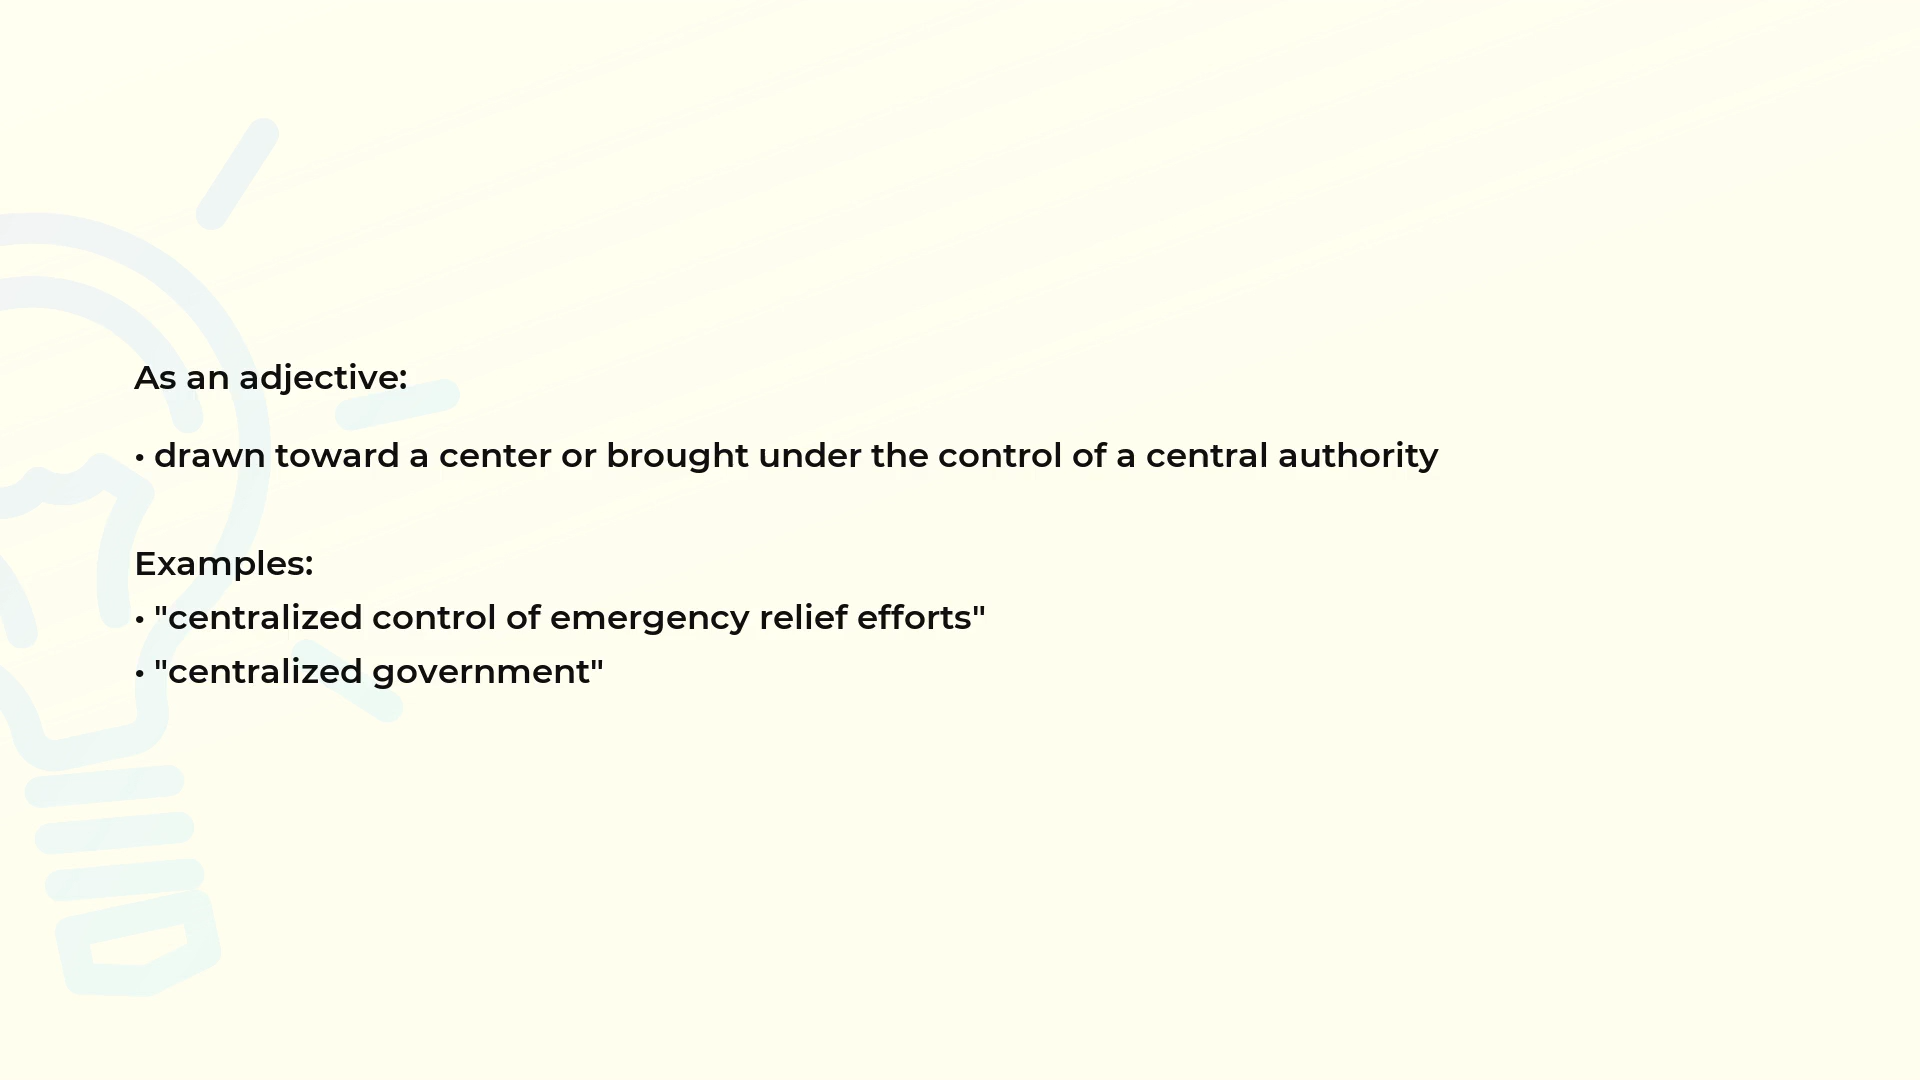 As an adjective:
• drawn toward a center or brought under the control of a central authority
Examples:
• "centralized control of emergency relief efforts"
• "centralized government"